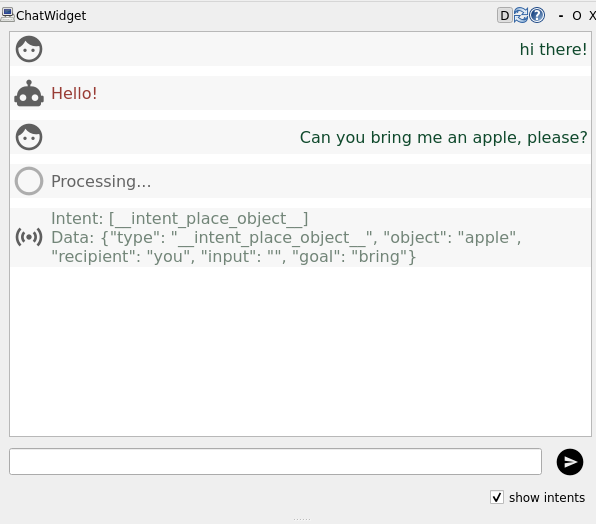 ChatWidget D - O X
hi there!
Hello!
Can you bring me an apple, please?
Processing...
Intent: [__intent_place_object__]
Data: {"type": "__intent_place_object__", "object": "apple",
"recipient": "you", "input": "", "goal": "bring"}
show intents